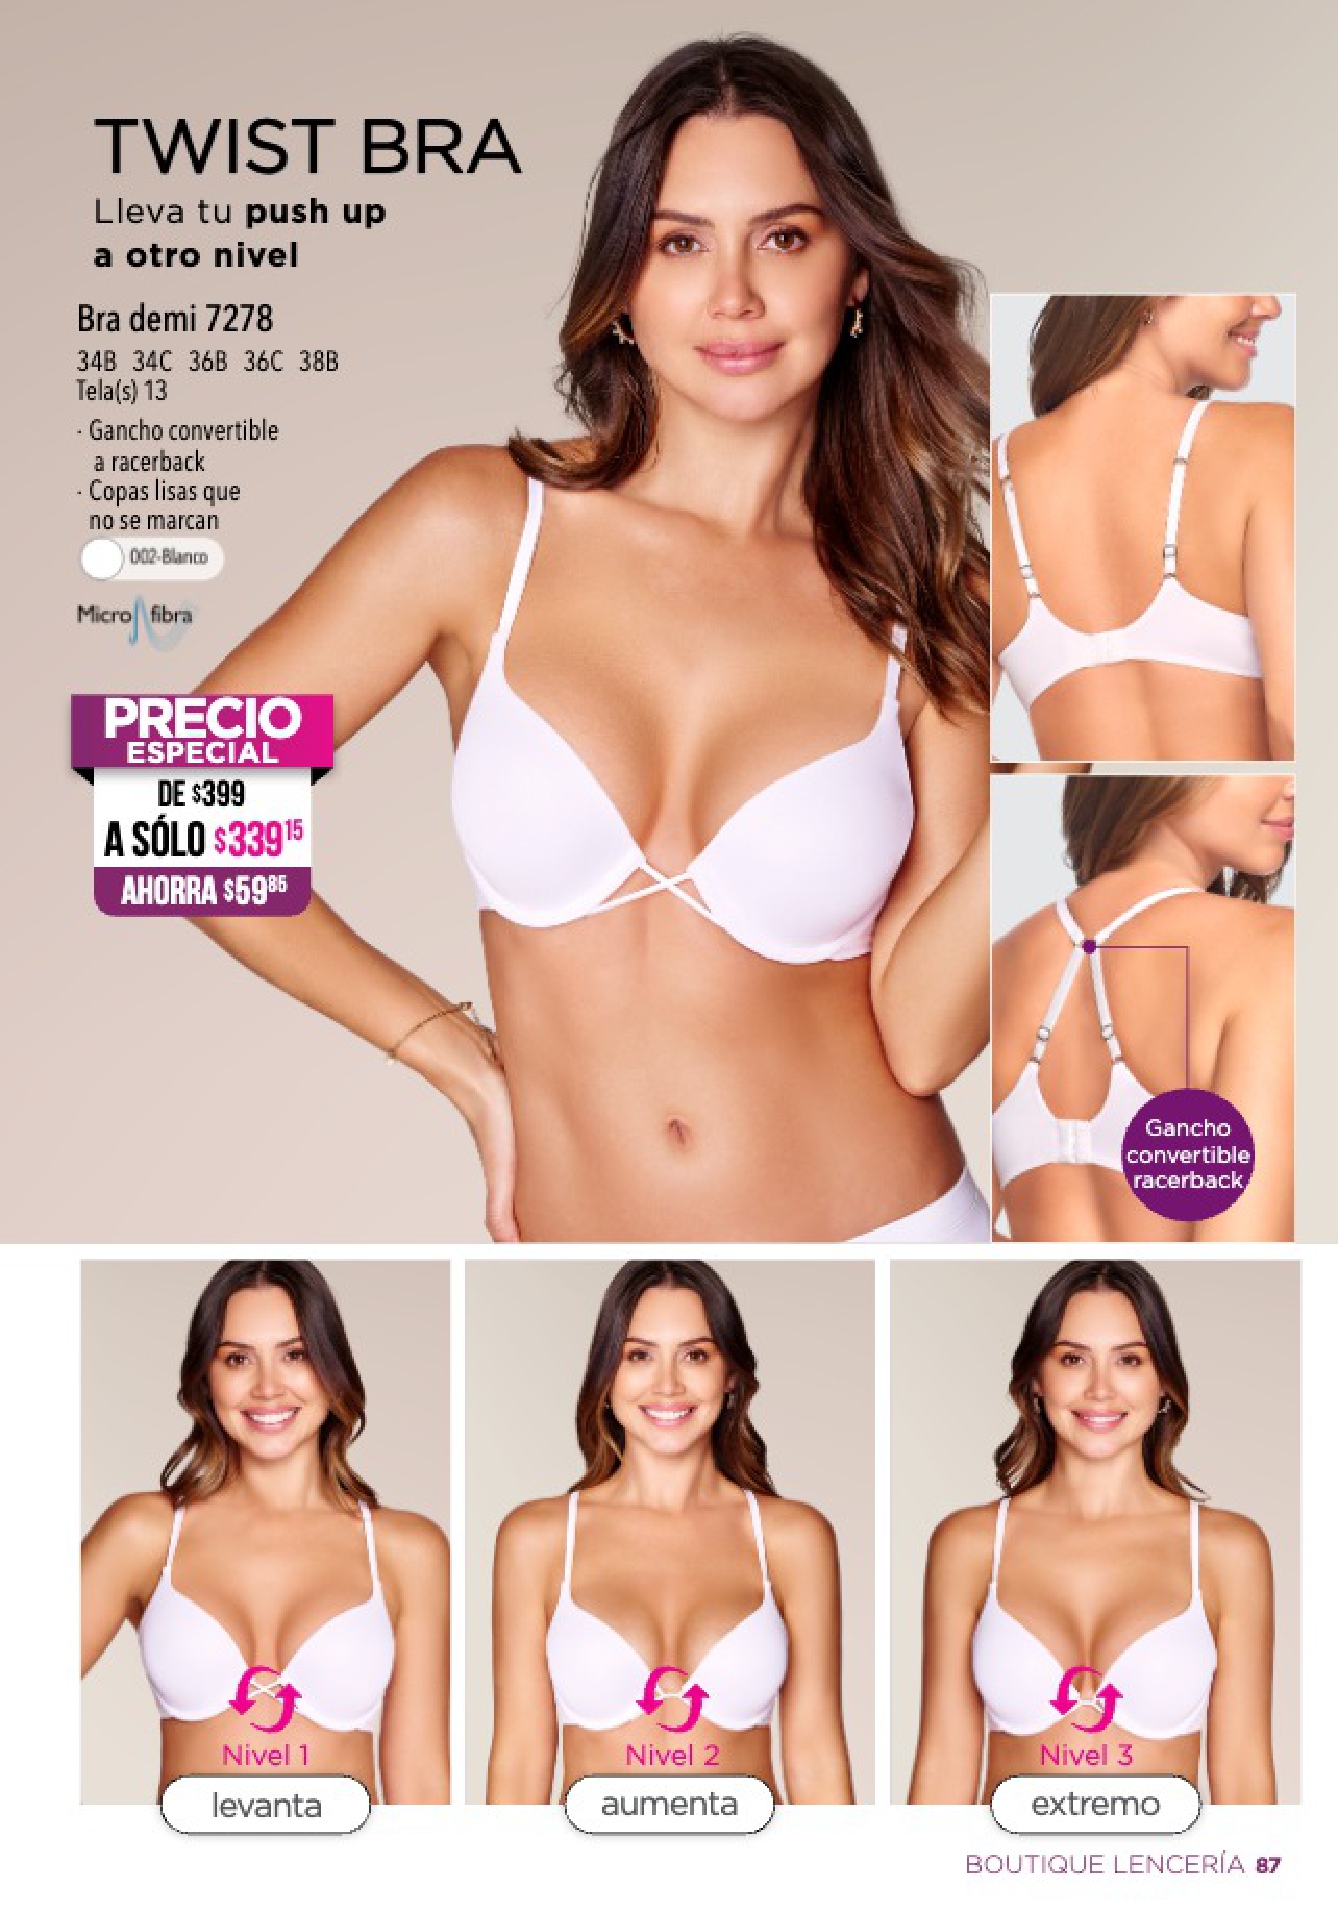 TWIST BRA
Lleva tu push up
a otro nivel
Bra demi 7278
34B 34C 36B 36C 38B
Tela(s) 13
· Gancho convertible
a racerback
· Copas lisas que
no se marcan
002-Blanco
Micro fibra
PRECIO
ESPECIAL
DE $399
A SÓLO $339 15
AHORRA $59 85
Gancho
convertible
racerback
Nivel 1
levanta
Nivel 2
aumenta
Nivel 3
extremo
BOUTIQUE LENCERÍA 87